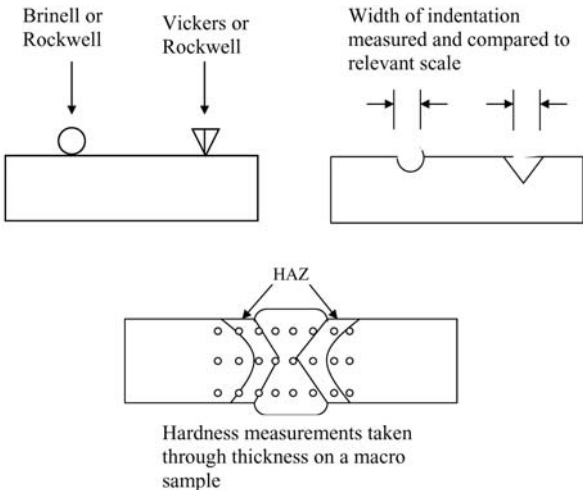 Brinell or
Rockwell
Vickers or
Rockwell
Width of indentation
measured and compared to
relevant scale
HAZ
Hardness measurements taken
through thickness on a macro
sample